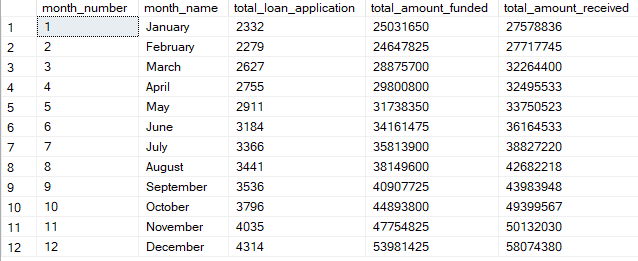 month_number month_name total_loan_application total_amount_funded total_amount_received
1 1 January 2332 25031650 27578836
2 2 February 2279 24647825 27717745
3 3 March 2627 28875700 32264400
4 4 April 2755 29800800 32495533
5 5 May 2911 31738350 33750523
6 6 June 3184 34161475 36164533
7 7 July 3366 35813900 38827220
8 8 August 3441 38149600 42682218
9 9 September 3536 40907725 43983948
10 10 October 3796 44893800 49399567
11 11 November 4035 47754825 50132030
12 12 December 4314 53981425 58074380